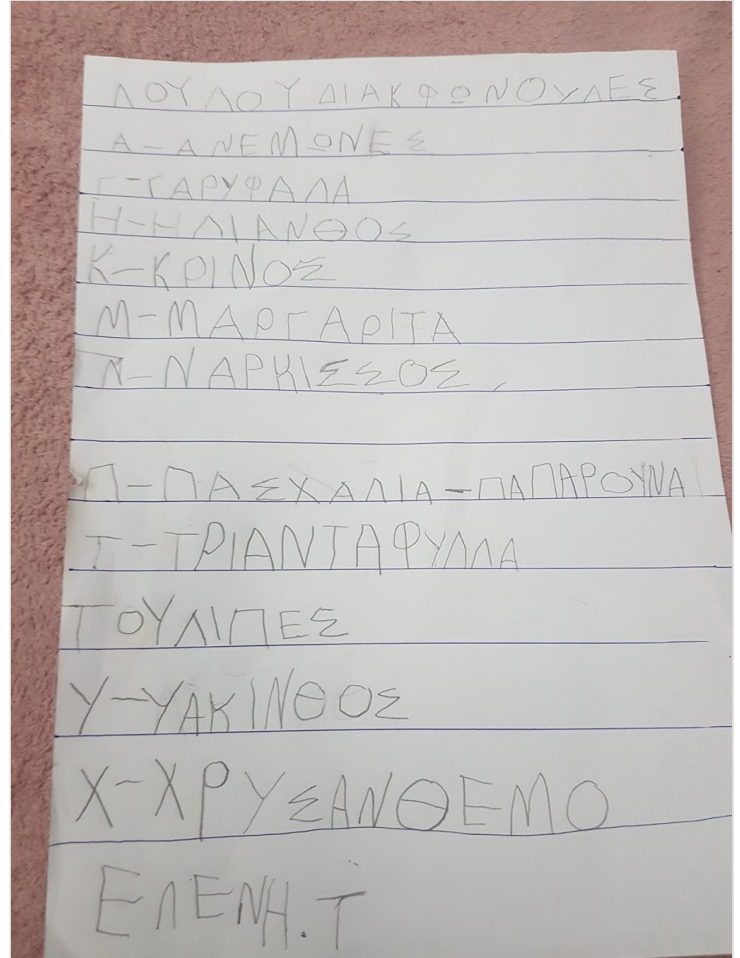 ΛΟΥΛΟΥΔΙΑΚΦΩΝΟΥΛΕΣ
Α-ΑΝΕΜΩΝΕΣ
Γ-ΓΑΡΥΦΑΛΑ
Η-ΗΛΙΑΝΘΟΣ
Κ-ΚΡΙΝΟΣ
Μ-ΜΑΡΓΑΡΙΤΑ
Ν-ΝΑΡΚΙΣΣΟΣ
Π-ΠΑΣΧΑΛΙΑ-ΠΑΠΑΡΟΥΝΑ
Τ-ΤΡΙΑΝΤΑΦΥΛΛΑ
ΤΟΥΛΙΠΕΣ
Υ-ΥΑΚΙΝΘΟΣ
Χ-ΧΡΥΣΑΝΘΕΜΟ
ΕΛΕΝΗ.Τ